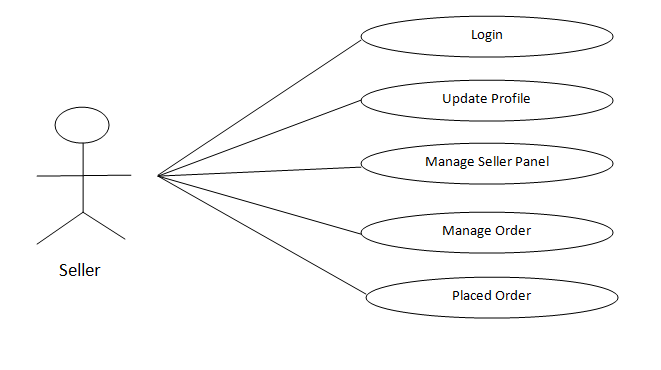 Login
Update Profile
Manage Seller Panel
Manage Order
Seller
Placed Order